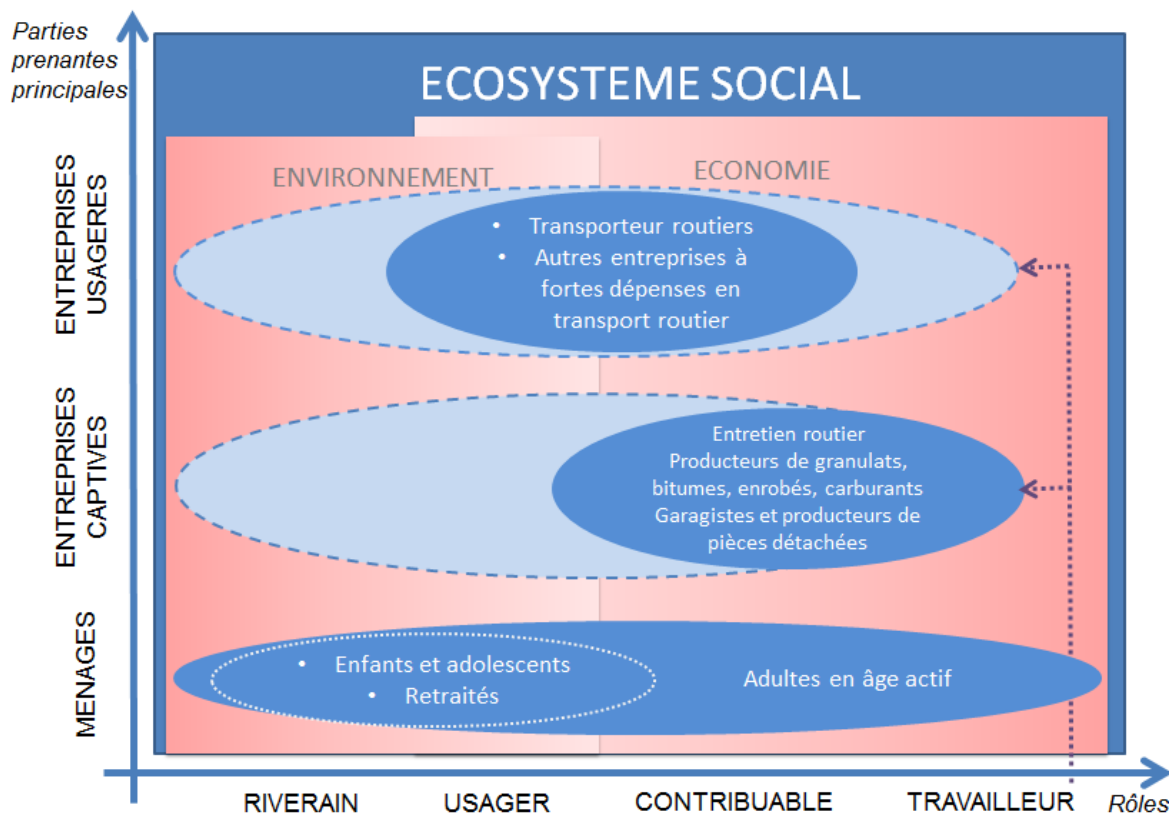 Parties
prenantes
principales
ECOSYSTEME SOCIAL
ENVIRONNEMENT
ECONOMIE
ENTREPRISES
USAGERES
• Transporteur routiers
• Autres entreprises à
fortes dépenses en
transport routier
ENTREPRISES
CAPTIVES
Entretien routier
Producteurs de granulats,
bitumes, enrobés, carburants
Garagistes et producteurs de
pièces détachées
MENAGES
• Enfants et adolescents
• Retraités
Adultes en âge actif
RIVERAIN
USAGER
CONTRIBUABLE
TRAVAILLEUR
Rôles